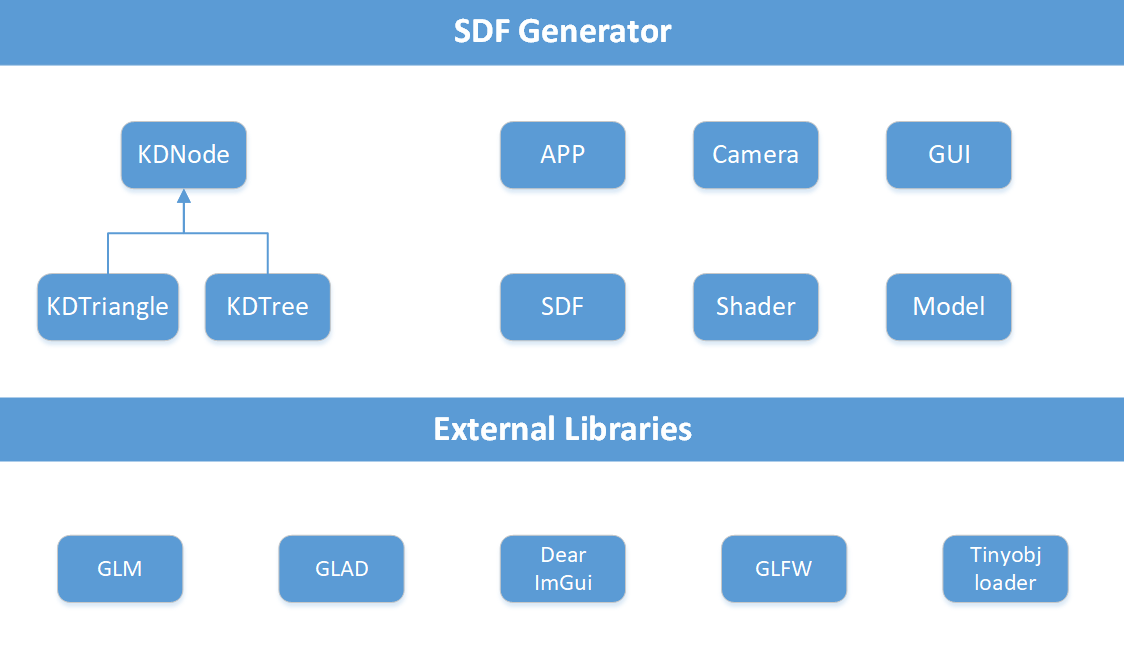 SDF Generator
KDNode
APP
Camera
GUI
KDTriangle
KDTree
SDF
Shader
Model
External Libraries
GLM
GLAD
Dear
ImGui
GLFW
Tinyobj
loader